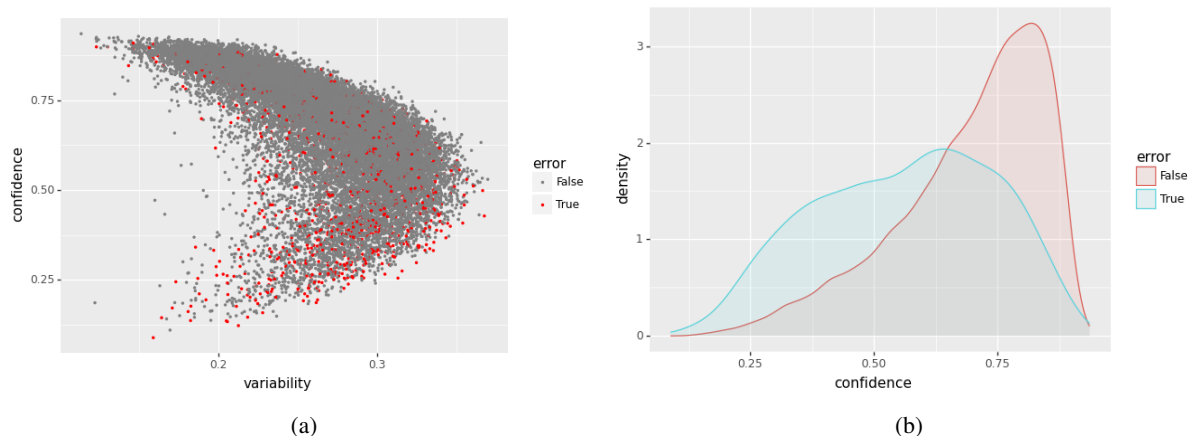 0.75
0.50
0.25
confidence
0.2
0.3
variability
error
False
True
(a)
3
2
1
0
density
0.25
0.50
0.75
confidence
error
False
True
(b)